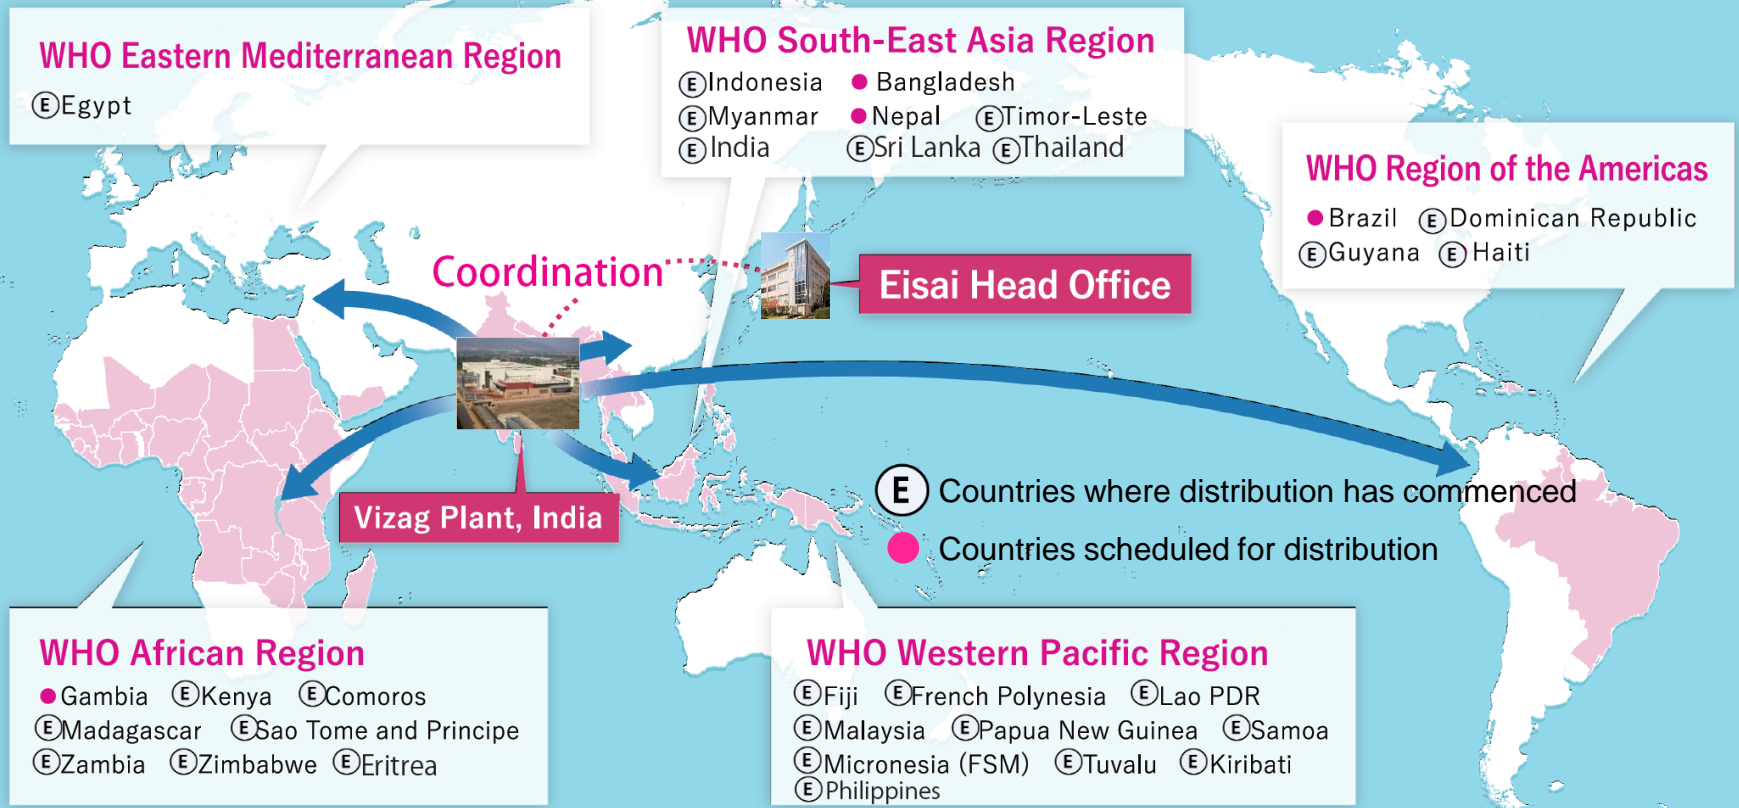 WHO Eastern Mediterranean Region
ⒺEgypt
WHO South-East Asia Region
ⒺIndonesia ● Bangladesh
ⒺMyanmar ●Nepal ⒺTimor-Leste
ⒺIndia ⒺSri Lanka ⒺThailand
WHO Region of the Americas
●Brazil ⒺDominican Republic
ⒺGuyana ⒺHaiti
Coordination
Eisai Head Office
Vizag Plant, India
Ⓔ Countries where distribution has commenced
● Countries scheduled for distribution
WHO African Region
●Gambia ⒺKenya ⒺComoros
ⒺMadagascar ⒺSao Tome and Principe
ⒺZambia ⒺZimbabwe ⒺEritrea
WHO Western Pacific Region
ⒺFiji ⒺFrench Polynesia ⒺLao PDR
ⒺMalaysia ⒺPapua New Guinea ⒺSamoa
ⒺMicronesia (FSM) ⒺTuvalu ⒺKiribati
ⒺPhilippines